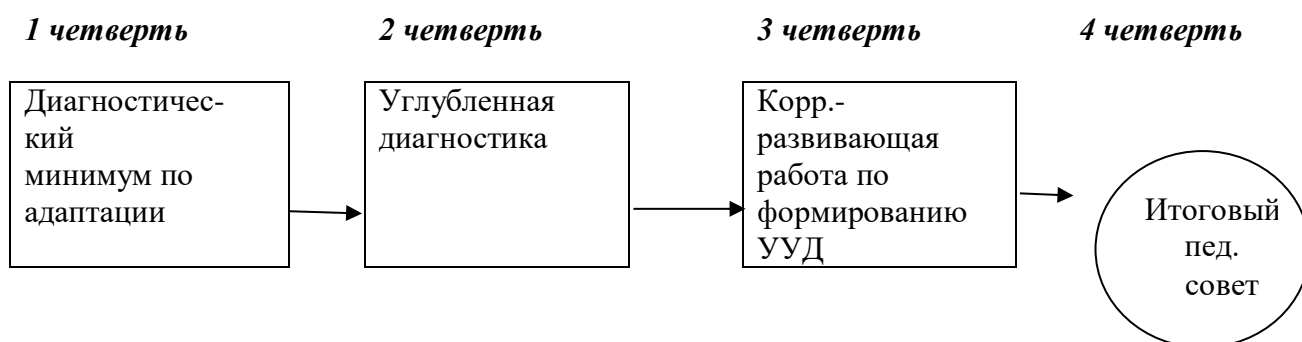 1 четверть
2 четверть
3 четверть
4 четверть
Диагностичес-
кий
минимум по
адаптации
Углубленная
диагностика
Корр.-
развивающая
работа по
формированию
УУД
Итоговый
пед.
совет